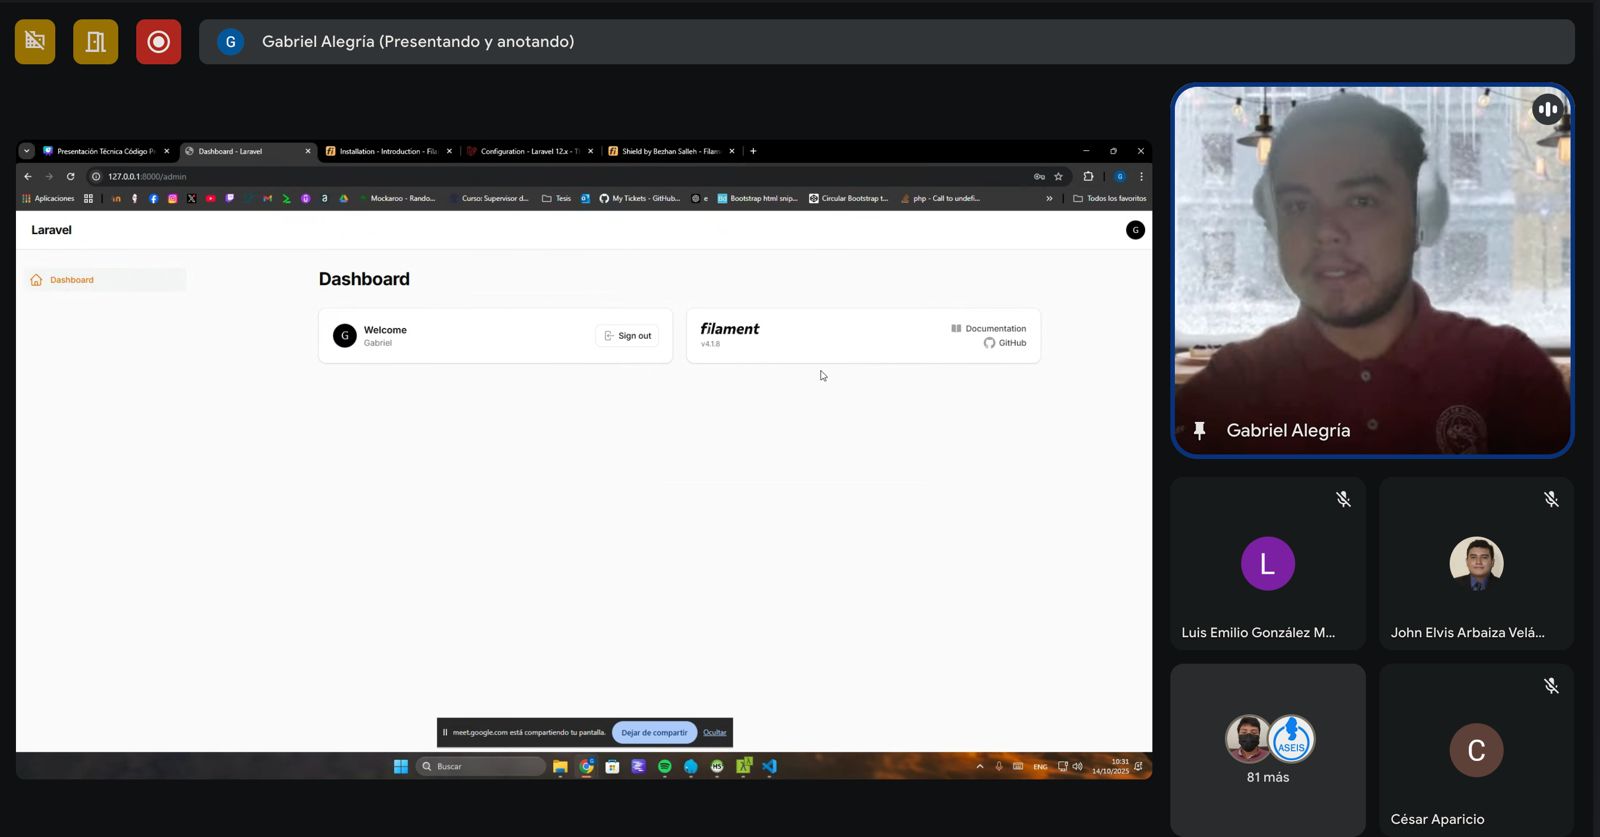 G Gabriel Alegría (Presentando y anotando)
Presentación Técnica Código P
Dashboard - Laravel
Installation - Introduction - Fila
Configuration - Laravel 12.x - T
Shield by Bezhan Salleh - Filam
127.0.0.1:8000/admin
G
Aplicaciones
Mockaroo - Rando...
Curso: Supervisor d...
Tesis
My Tickets - GitHub...
e
Bootstrap html snip...
Circular Bootstrap t...
php - Call to undefi...
Todos los favoritos
Laravel
G
Dashboard
Dashboard
G
Welcome
Gabriel
Sign out
filament
v4.1.8
Documentation
GitHub
meet.google.com está compartiendo tu pantalla.
Dejar de compartir
Ocultar
Buscar
ENG
10:31
14/10/2025
Gabriel Alegría
L
Luis Emilio González M...
John Elvis Arbaiza Velá...
ASEIS
81 más
C
César Aparicio